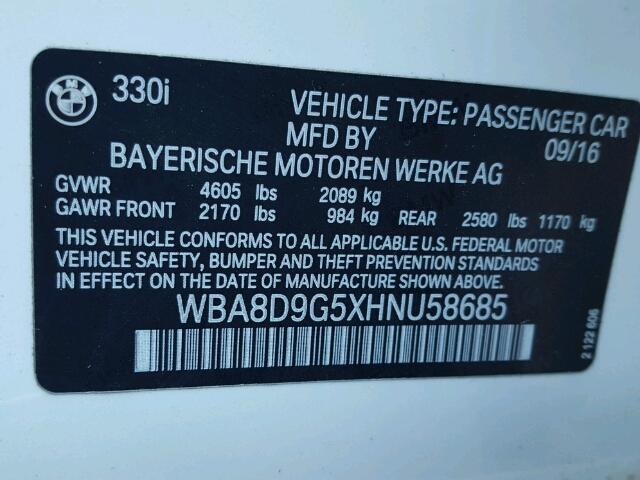 BMW 330i VEHICLE TYPE: PASSENGER CAR
MFD BY 09/16
BAYERISCHE MOTOREN WERKE AG
GVWR 4605 lbs 2089 kg
GAWR FRONT 2170 lbs 984 kg REAR 2580 lbs 1170 kg
THIS VEHICLE CONFORMS TO ALL APPLICABLE U.S. FEDERAL MOTOR
VEHICLE SAFETY, BUMPER AND THEFT PREVENTION STANDARDS
IN EFFECT ON THE DATE OF MANUFACTURE SHOWN ABOVE.
WBA8D9G5XHNU58685
2 122 606